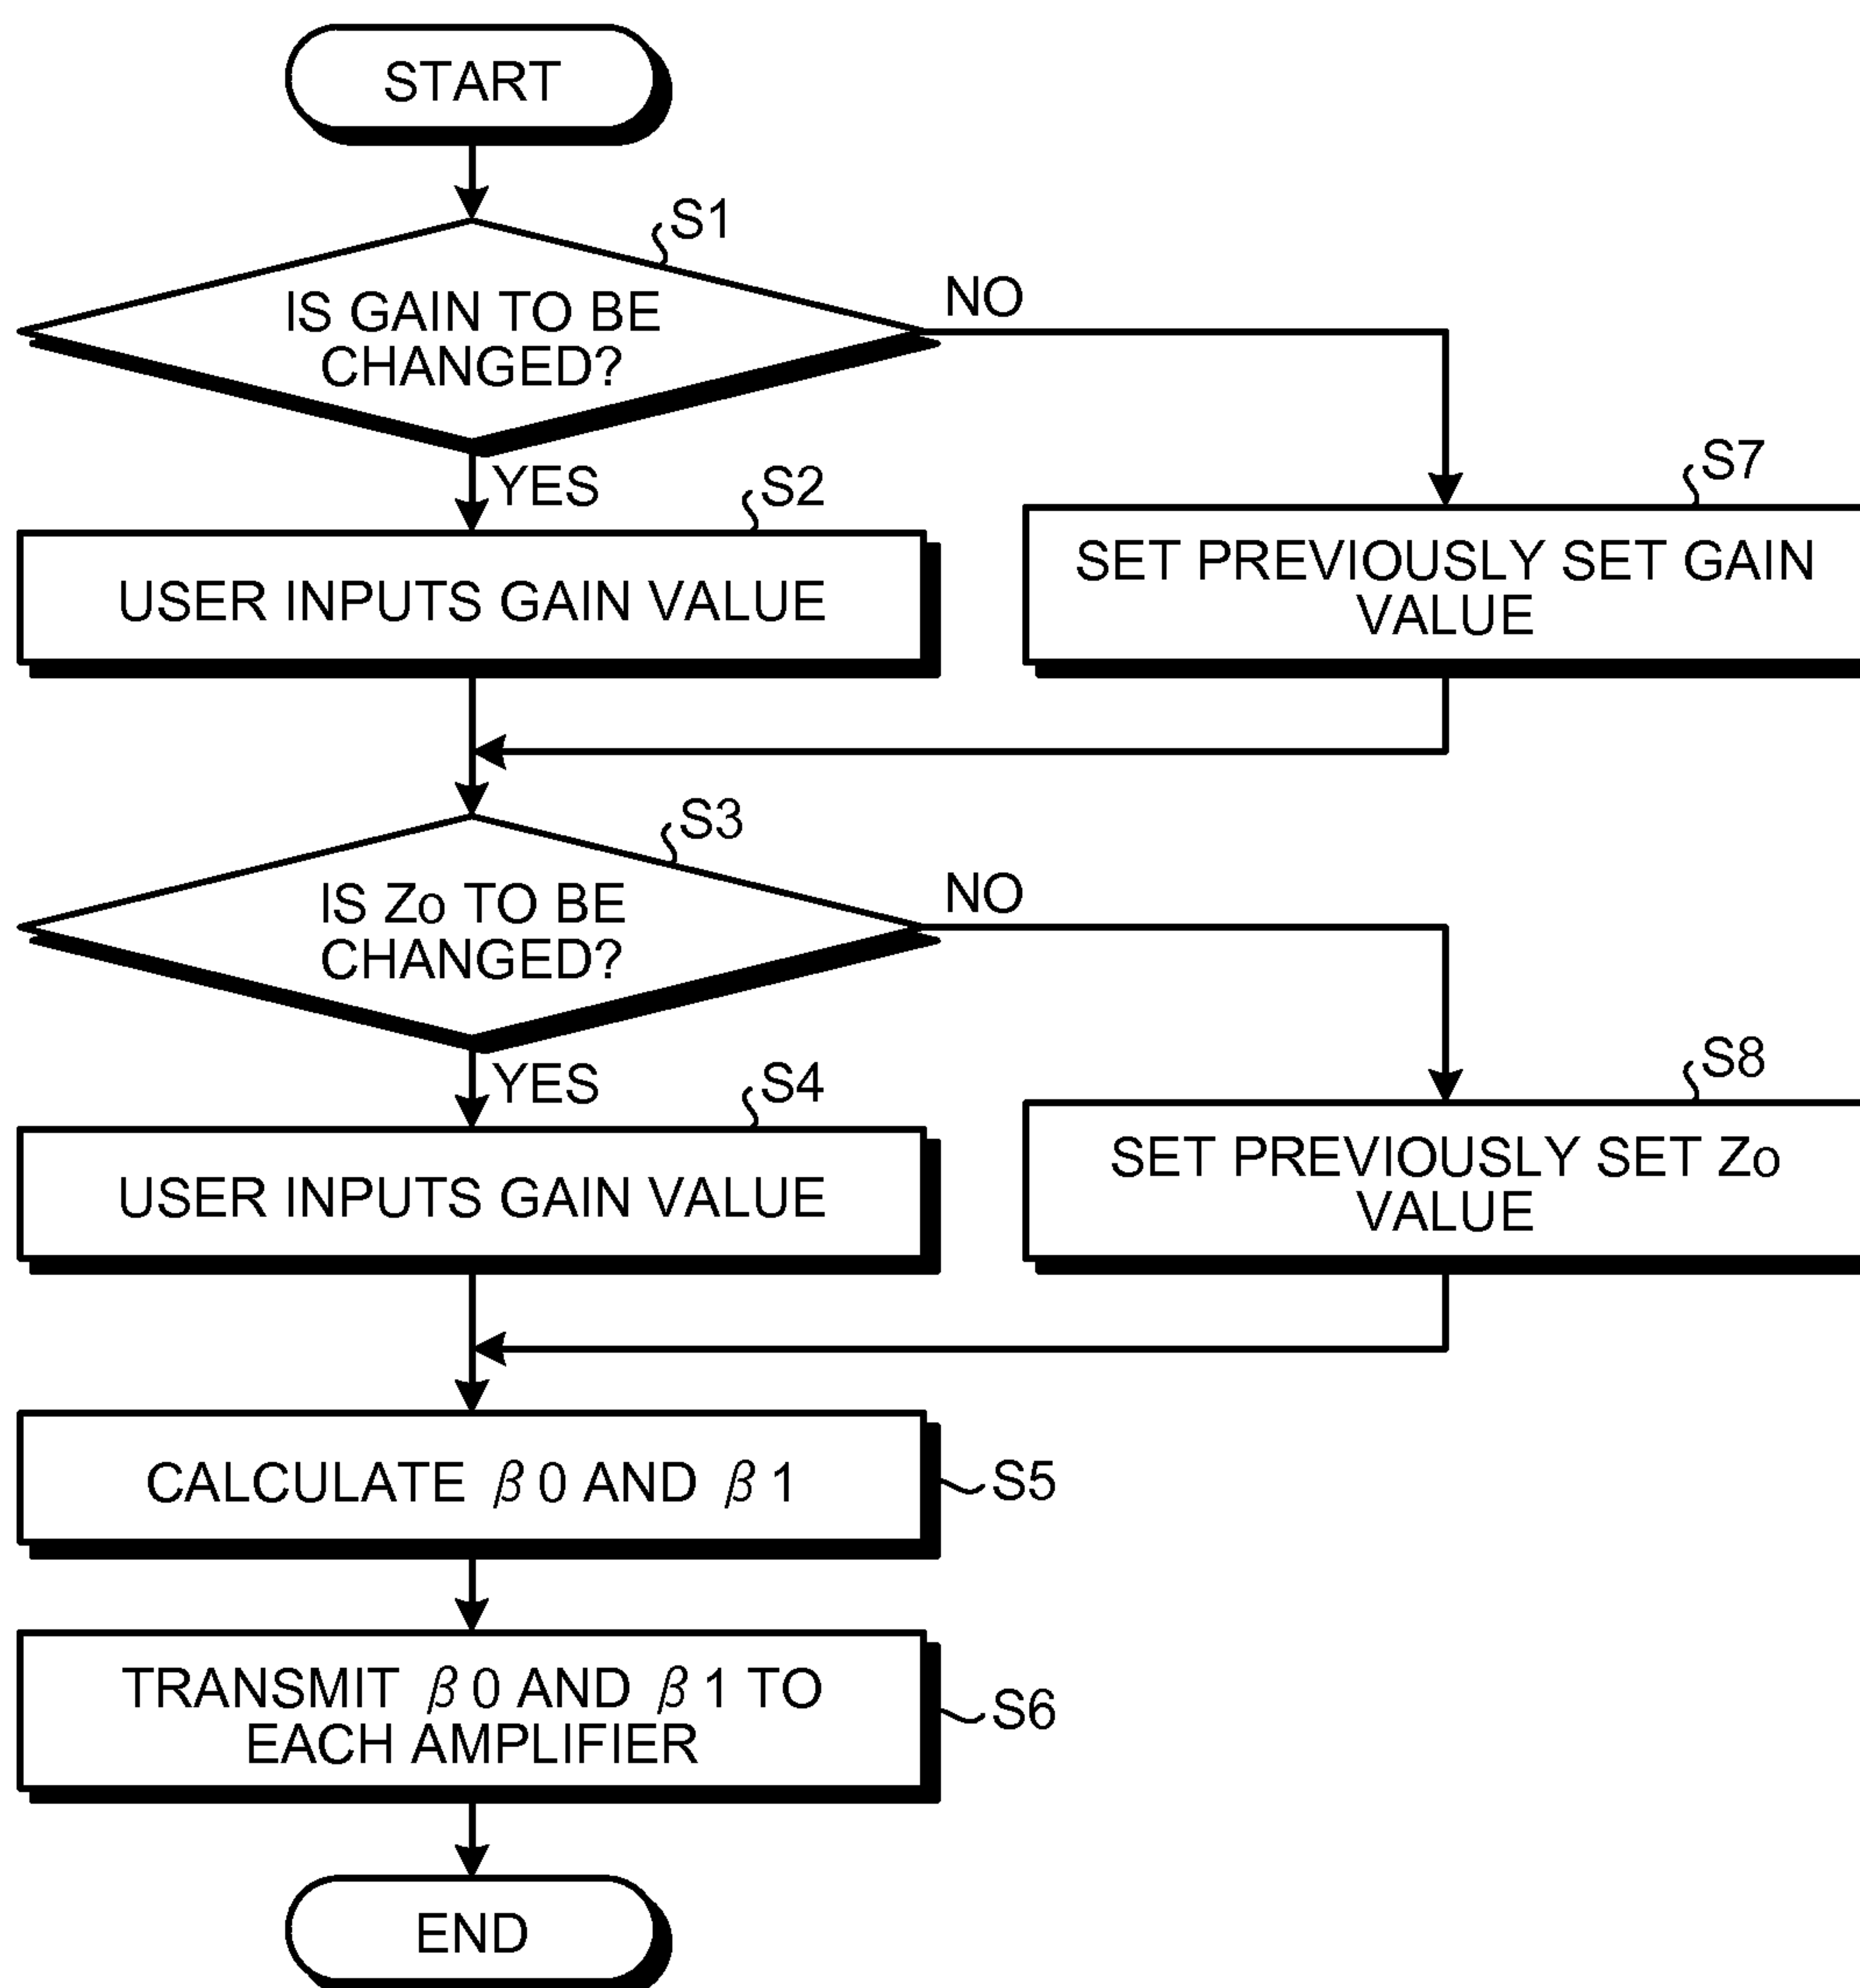 START
S1
IS GAIN TO BE
CHANGED?
NO
YES
S2
USER INPUTS GAIN VALUE
S7
SET PREVIOUSLY SET GAIN
VALUE
S3
IS Zo TO BE
CHANGED?
NO
YES
S4
USER INPUTS GAIN VALUE
S8
SET PREVIOUSLY SET Zo
VALUE
CALCULATE β0 AND β1
S5
TRANSMIT β0 AND β1 TO
EACH AMPLIFIER
S6
END